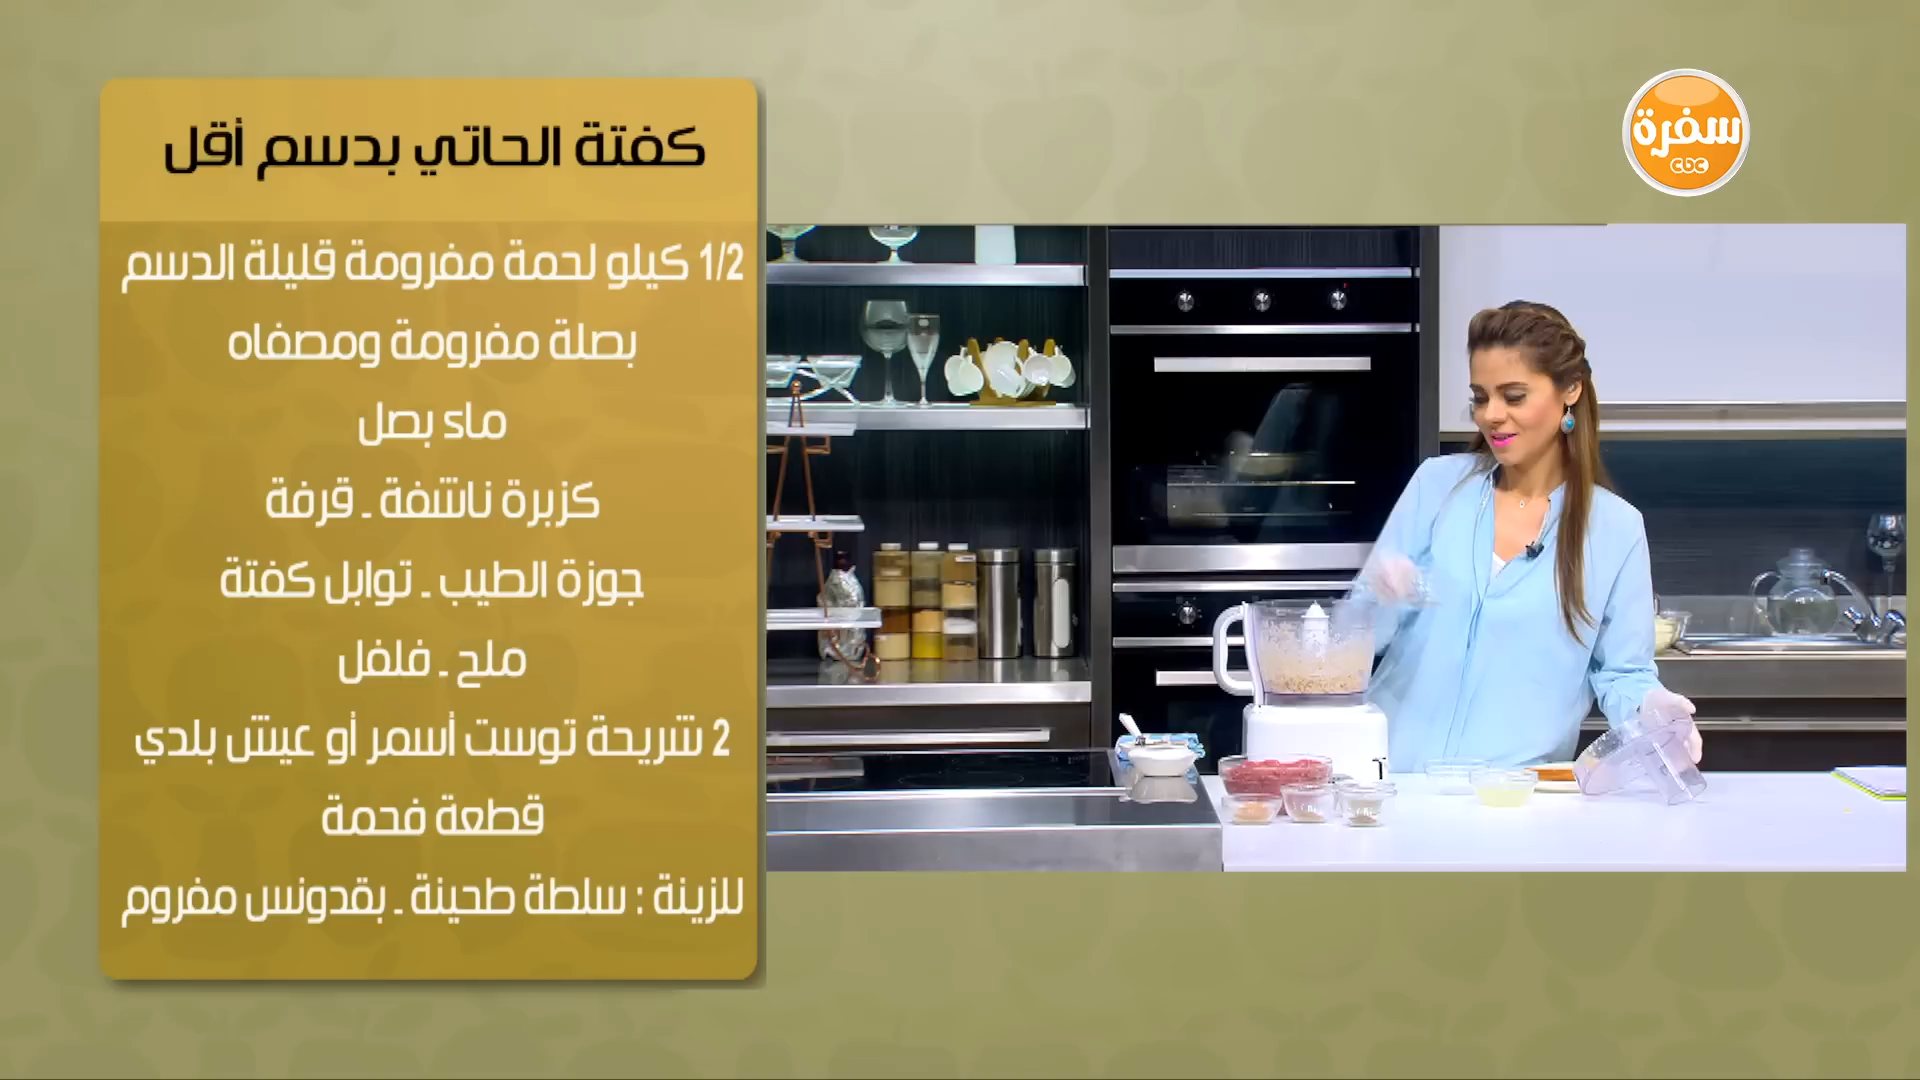 كفتة الحاتي بدسم أقل
1/2 كيلو لحمة مفرومة قليلة الدسم
بصلة مفرومة ومصفاه
ماء بصل
كزبرة ناشفة ـ قرفة
جوزة الطيب ـ توابل كفتة
ملح ـ فلفل
2 شريحة توست أسمر أو عيش بلدي
قطعة فحمة
للزينة : سلطة طحينة ـ بقدونس مفروم
سفرة
cbc